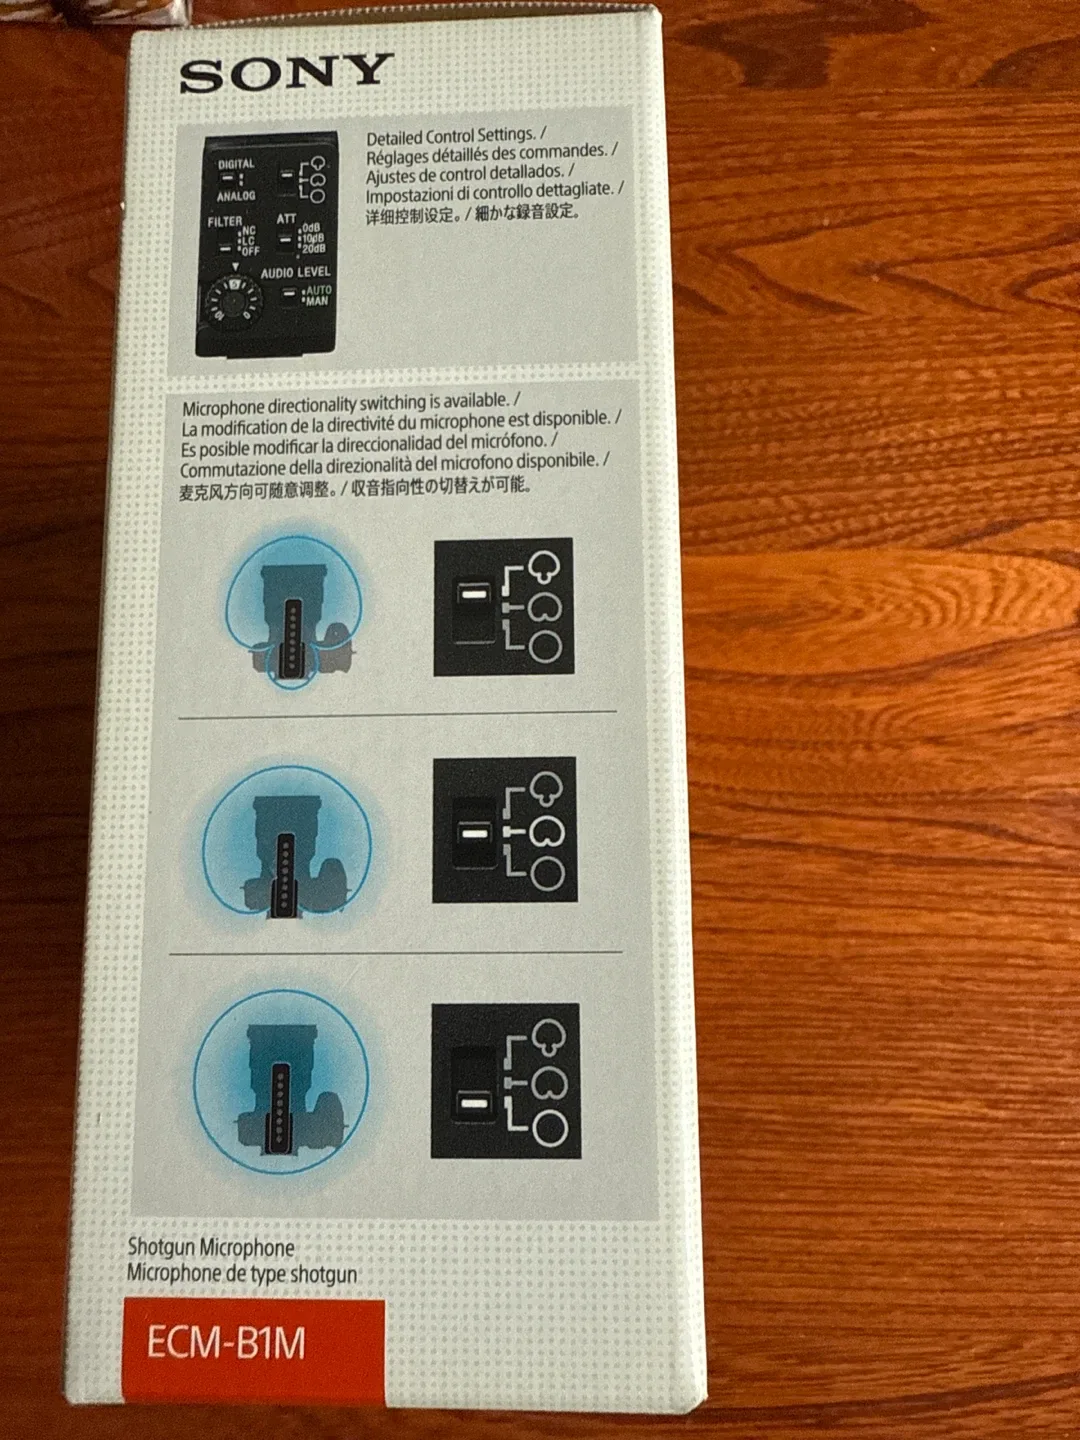 SONY
DIGITAL
ANALOG
FILTER
NC
LC
OFF
ATT
0dB
10dB
20dB
AUDIO LEVEL
AUTO
MAN
5
10
0
Detailed Control Settings. /
Réglages détaillés des commandes. /
Ajustes de control detallados. /
Impostazioni di controllo dettagliate. /
详细控制设定。/ 細かな録音設定。
Microphone directionality switching is available. /
La modification de la directivité du microphone est disponible. /
Es posible modificar la direccionalidad del micrófono. /
Commutazione della direzionalità del microfono disponibile. /
麦克风方向可随意调整。/ 収音指向性の切替えが可能。
Shotgun Microphone
Microphone de type shotgun
ECM-B1M